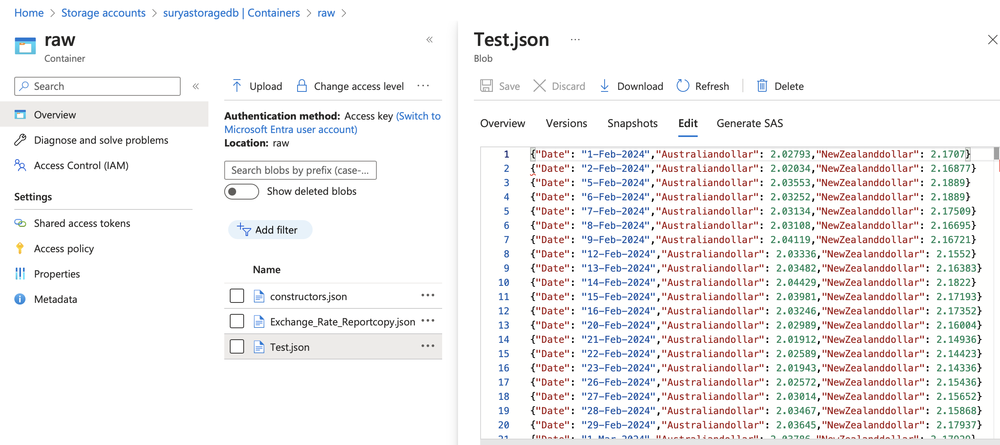 Home > Storage accounts > suryastoragedb | Containers > raw >
raw
Container
Search
Overview
Diagnose and solve problems
Access Control (IAM)
Settings
Shared access tokens
Access policy
Properties
Metadata
Upload
Change access level
Authentication method: Access key (Switch to
Microsoft Entra user account)
Location: raw
Search blobs by prefix (case-...
Show deleted blobs
Add filter
Name
constructors.json
Exchange_Rate_Reportcopy.json
Test.json
Test.json
Blob
Save Discard Download Refresh Delete
Overview Versions Snapshots Edit Generate SAS
1 {"Date": "1-Feb-2024","Australiandollar": 2.02793,"NewZealanddollar": 2.1707}
2 {"Date": "2-Feb-2024","Australiandollar": 2.02034,"NewZealanddollar": 2.16877}
3 {"Date": "5-Feb-2024","Australiandollar": 2.03553,"NewZealanddollar": 2.1889}
4 {"Date": "6-Feb-2024","Australiandollar": 2.03252,"NewZealanddollar": 2.1889}
5 {"Date": "7-Feb-2024","Australiandollar": 2.03134,"NewZealanddollar": 2.17509}
6 {"Date": "8-Feb-2024","Australiandollar": 2.03108,"NewZealanddollar": 2.16695}
7 {"Date": "9-Feb-2024","Australiandollar": 2.04119,"NewZealanddollar": 2.16721}
8 {"Date": "12-Feb-2024","Australiandollar": 2.03336,"NewZealanddollar": 2.1552}
9 {"Date": "13-Feb-2024","Australiandollar": 2.03482,"NewZealanddollar": 2.16383}
10 {"Date": "14-Feb-2024","Australiandollar": 2.04429,"NewZealanddollar": 2.1822}
11 {"Date": "15-Feb-2024","Australiandollar": 2.03981,"NewZealanddollar": 2.17193}
12 {"Date": "16-Feb-2024","Australiandollar": 2.03246,"NewZealanddollar": 2.17352}
13 {"Date": "20-Feb-2024","Australiandollar": 2.02989,"NewZealanddollar": 2.16004}
14 {"Date": "21-Feb-2024","Australiandollar": 2.01912,"NewZealanddollar": 2.14936}
15 {"Date": "22-Feb-2024","Australiandollar": 2.02589,"NewZealanddollar": 2.14423}
16 {"Date": "23-Feb-2024","Australiandollar": 2.01943,"NewZealanddollar": 2.14336}
17 {"Date": "26-Feb-2024","Australiandollar": 2.02572,"NewZealanddollar": 2.15436}
18 {"Date": "27-Feb-2024","Australiandollar": 2.03014,"NewZealanddollar": 2.15652}
19 {"Date": "28-Feb-2024","Australiandollar": 2.03467,"NewZealanddollar": 2.15868}
20 {"Date": "29-Feb-2024","Australiandollar": 2.03645,"NewZealanddollar": 2.17937}
21 {"Date": "1-Mar-2024","Australiandollar":